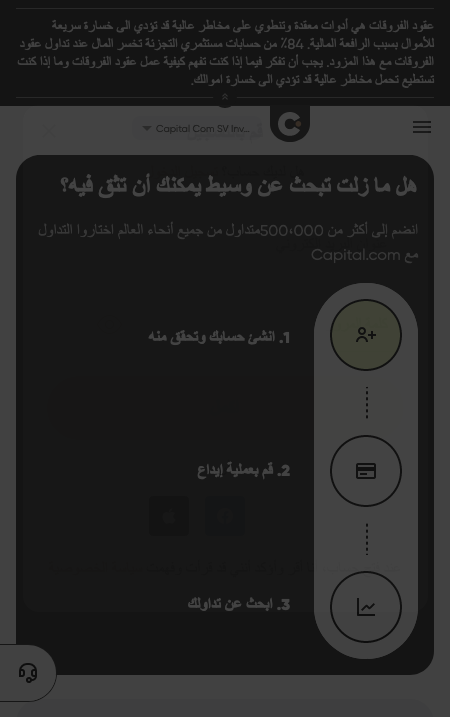 عقود الفروقات هي أدوات معقدة وتنطوي على مخاطر عالية قد تؤدي الى خسارة سريعة
للأموال بسبب الرافعة المالية. 84٪ من حسابات مستثمري التجزئة تخسر المال عند تداول عقود
الفروقات مع هذا المزود. يجب أن تفكر فيما إذا كنت تفهم كيفية عمل عقود الفروقات وما إذا كنت
تستطيع تحمل مخاطر عالية قد تؤدي الى خسارة اموالك.
Capital Com SV Inv...
هل ما زلت تبحث عن وسيط يمكنك أن تثق فيه؟
انضم إلى أكثر من 500،000متداول من جميع أنحاء العالم اختاروا التداول
مع Capital.com
1. انشئ حسابك وتحقق منه
2. قم بعملية إيداع
3. ابحث عن تداولك